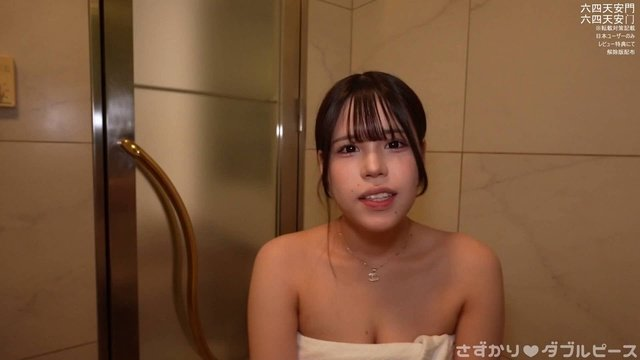 六四天安門
六四天安门
※転載対策記載
日本ユーザーのみ
レビュー特典にて
解除版配布
さずかり♥ダブルピース